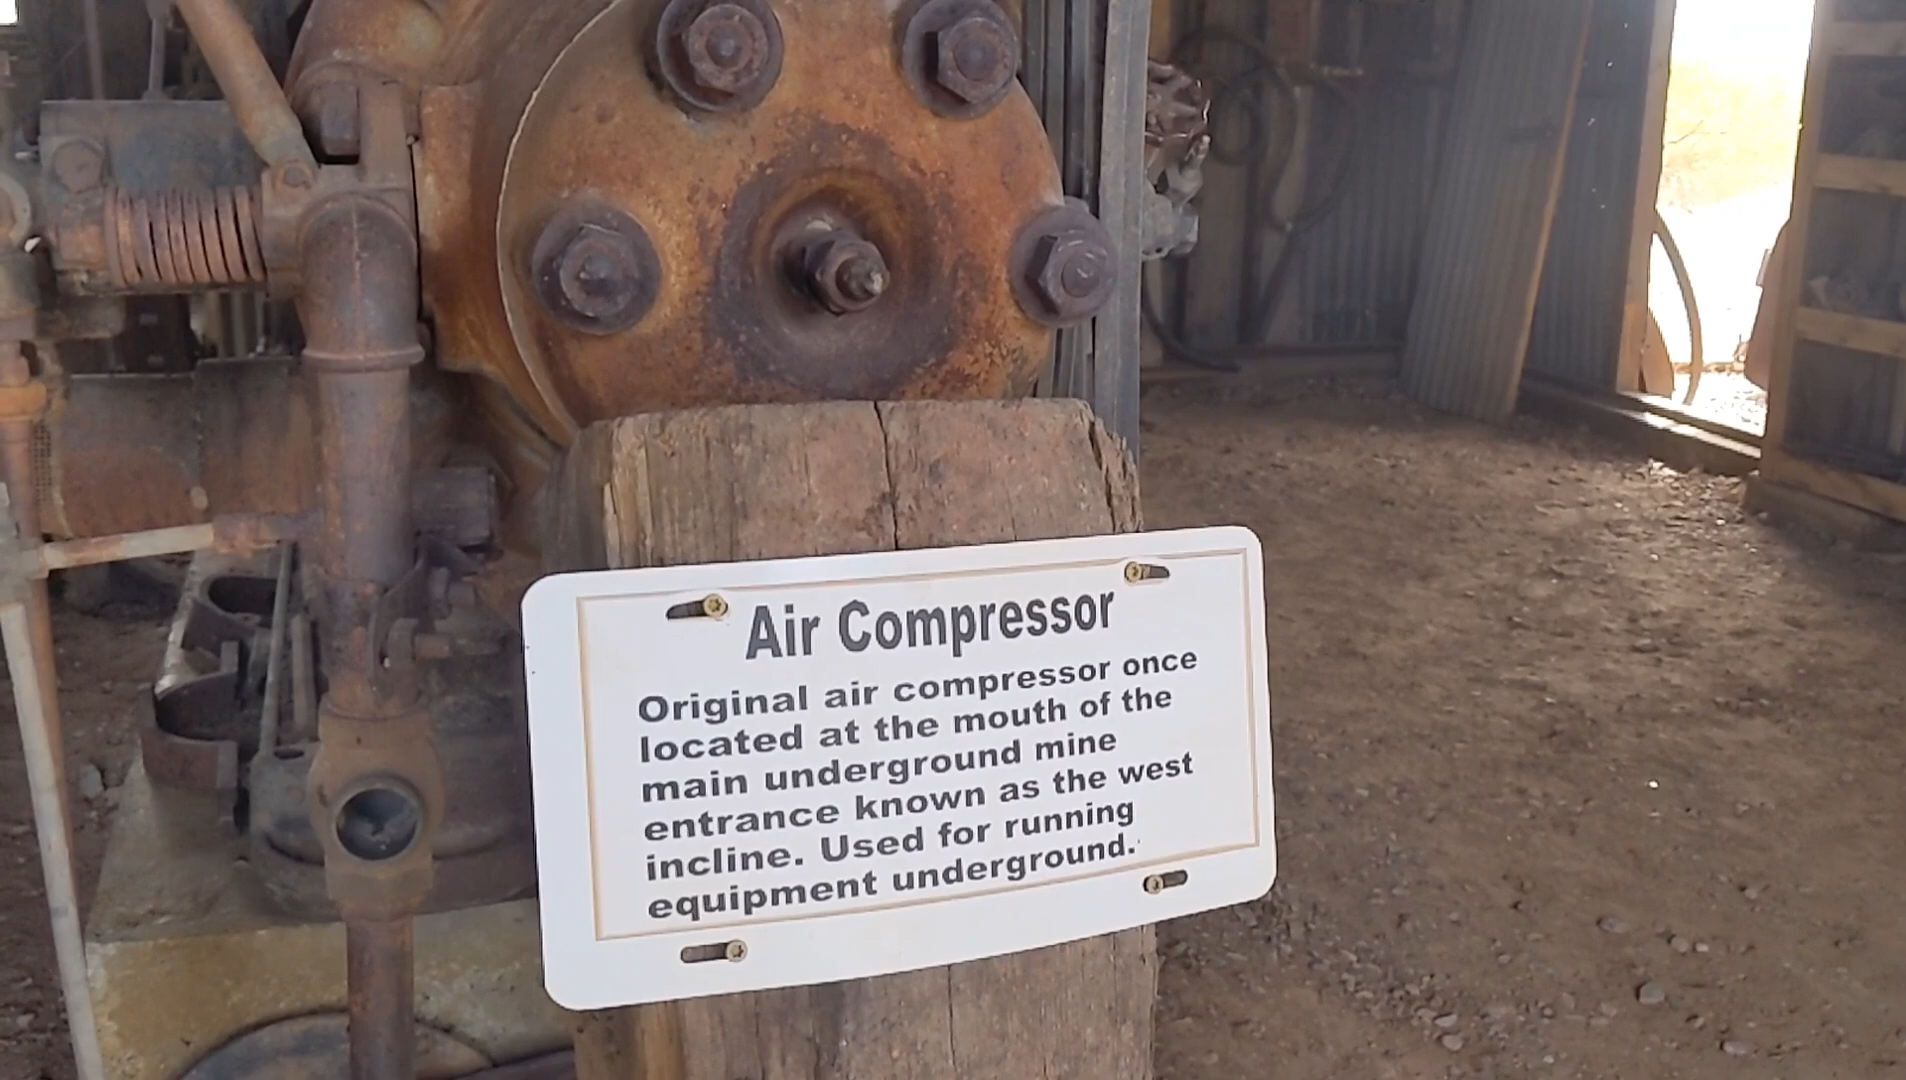 Air Compressor
Original air compressor once
located at the mouth of the
main underground mine
entrance known as the west
incline. Used for running
equipment underground.